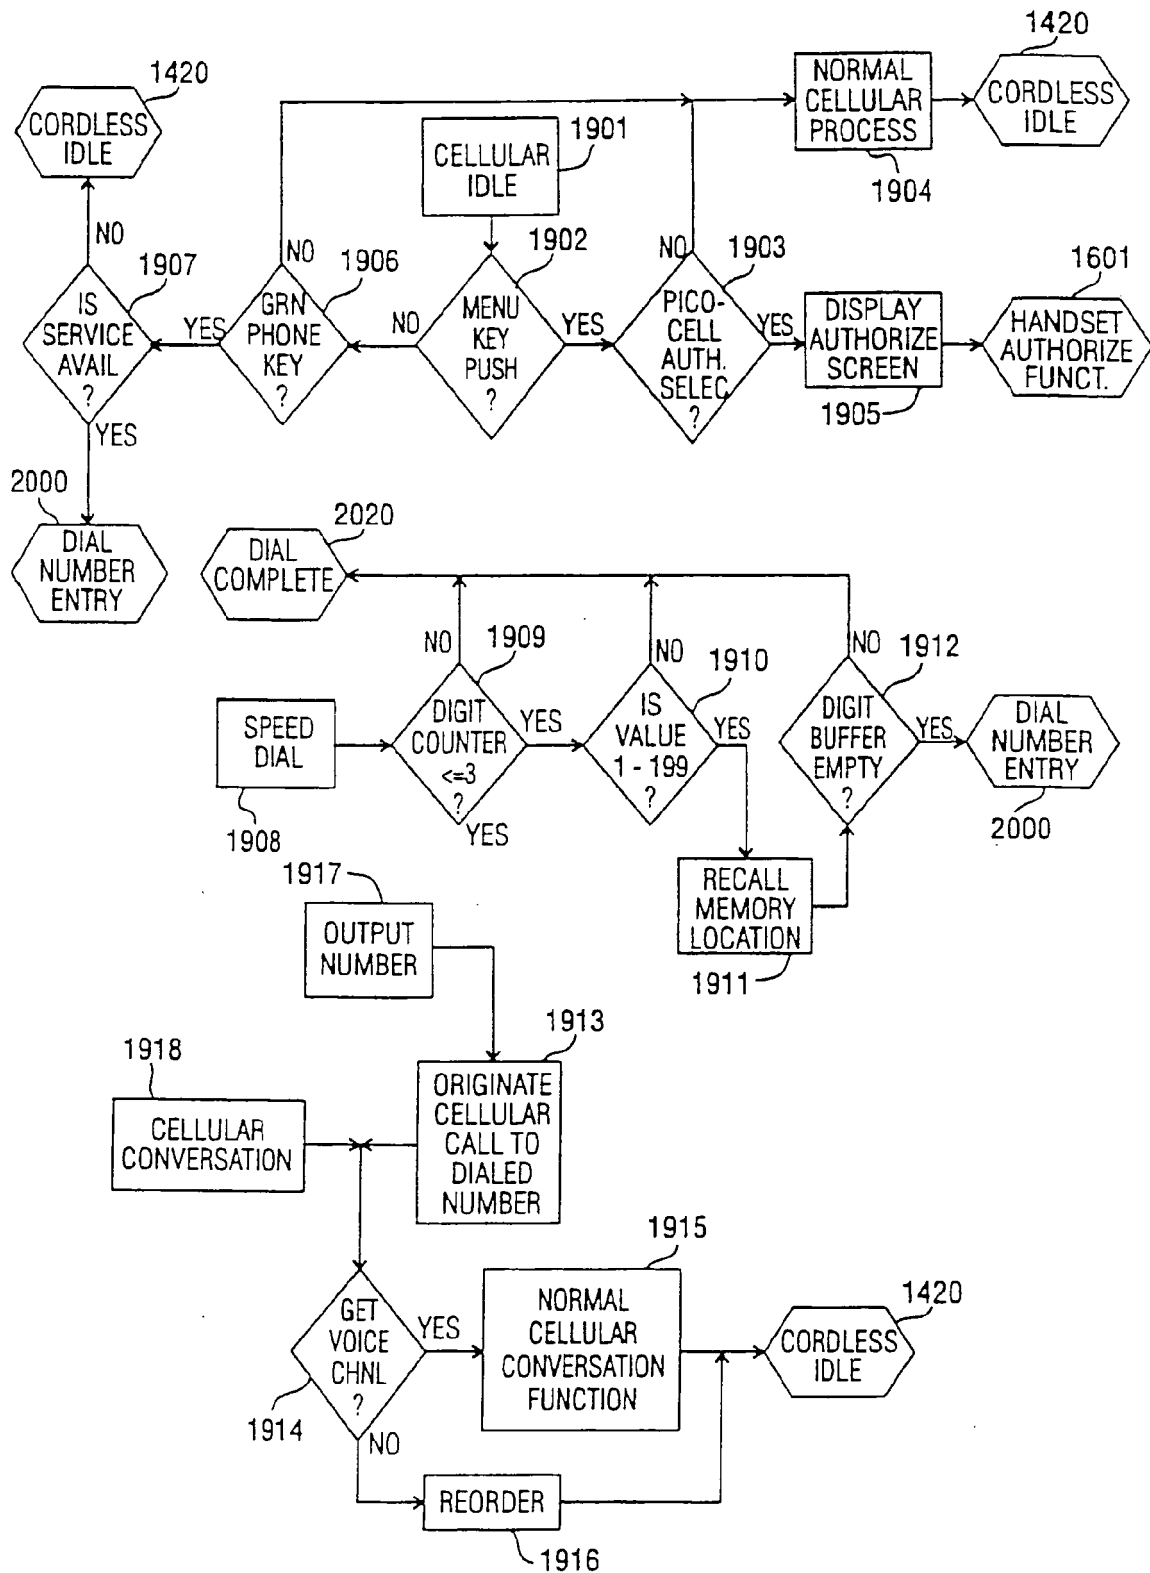 1420
CORDLESS
IDLE
NO
1907
IS
SERVICE
AVAIL
?
YES
2000
DIAL
NUMBER
ENTRY
YES
NO
1906
GRN
PHONE
KEY
?
NO
CELLULAR
IDLE
1901
1902
MENU
KEY
PUSH
?
YES
NO
1903
PICO-
CELL
AUTH.
SELEC
?
YES
NORMAL
CELLULAR
PROCESS
1904
1420
CORDLESS
IDLE
DISPLAY
AUTHORIZE
SCREEN
1905
1601
HANDSET
AUTHORIZE
FUNCT.
2020
DIAL
COMPLETE
SPEED
DIAL
1908
NO
1909
DIGIT
COUNTER
<=3
?
YES
YES
NO
1910
IS
VALUE
1 - 199
?
YES
RECALL
MEMORY
LOCATION
1911
NO
1912
DIGIT
BUFFER
EMPTY
?
YES
DIAL
NUMBER
ENTRY
2000
1917
OUTPUT
NUMBER
1913
ORIGINATE
CELLULAR
CALL TO
DIALED
NUMBER
1918
CELLULAR
CONVERSATION
GET
VOICE
CHNL
?
1914
YES
NO
1915
NORMAL
CELLULAR
CONVERSATION
FUNCTION
REORDER
1916
1420
CORDLESS
IDLE